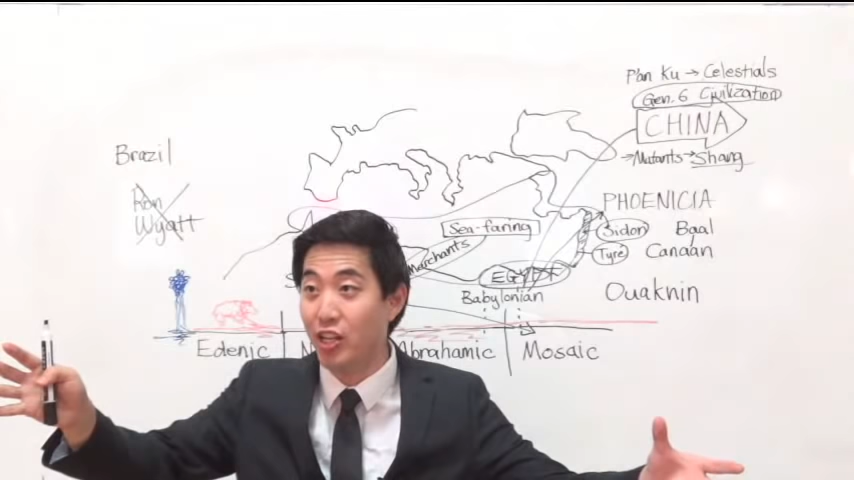 P'an Ku → Celestials
Gen. 6 Civilization
CHINA
→ Mutants → Shang
Brazil
Ron
Wyatt
PHOENICIA
Sea-faring
Sidon Baal
Merchants
Tyre Canaan
EGYPT
Babylonian
Ouaknin
Edenic
Abrahamic
Mosaic